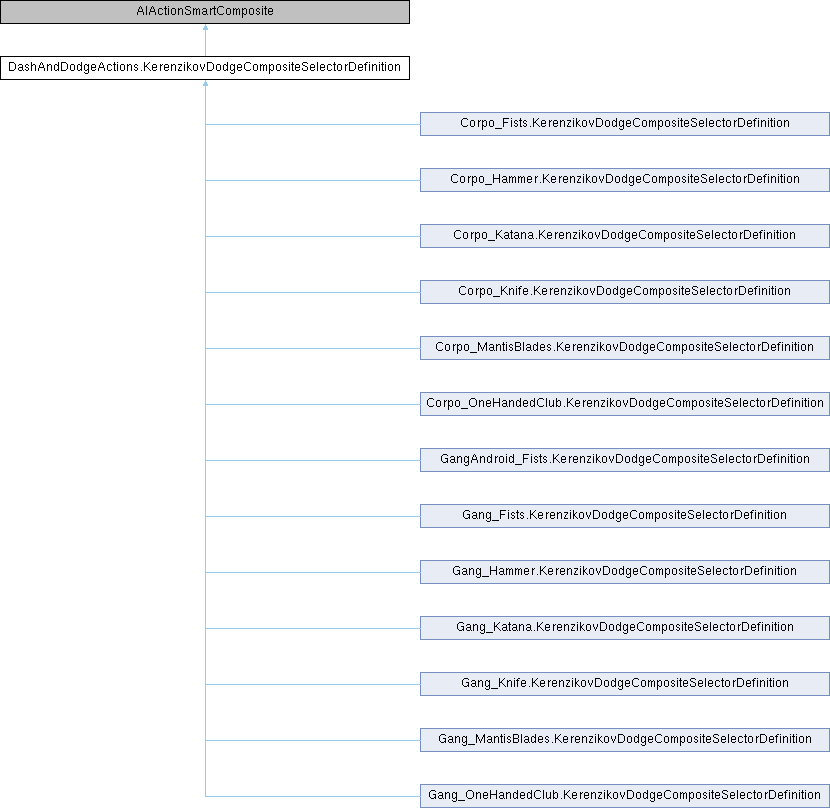 AIActionSmartComposite
DashAndDodgeActions.KerenzikovDodgeCompositeSelectorDefinition
Corpo_Fists.KerenzikovDodgeCompositeSelectorDefinition
Corpo_Hammer.KerenzikovDodgeCompositeSelectorDefinition
Corpo_Katana.KerenzikovDodgeCompositeSelectorDefinition
Corpo_Knife.KerenzikovDodgeCompositeSelectorDefinition
Corpo_MantisBlades.KerenzikovDodgeCompositeSelectorDefinition
Corpo_OneHandedClub.KerenzikovDodgeCompositeSelectorDefinition
GangAndroid_Fists.KerenzikovDodgeCompositeSelectorDefinition
Gang_Fists.KerenzikovDodgeCompositeSelectorDefinition
Gang_Hammer.KerenzikovDodgeCompositeSelectorDefinition
Gang_Katana.KerenzikovDodgeCompositeSelectorDefinition
Gang_Knife.KerenzikovDodgeCompositeSelectorDefinition
Gang_MantisBlades.KerenzikovDodgeCompositeSelectorDefinition
Gang_OneHandedClub.KerenzikovDodgeCompositeSelectorDefinition